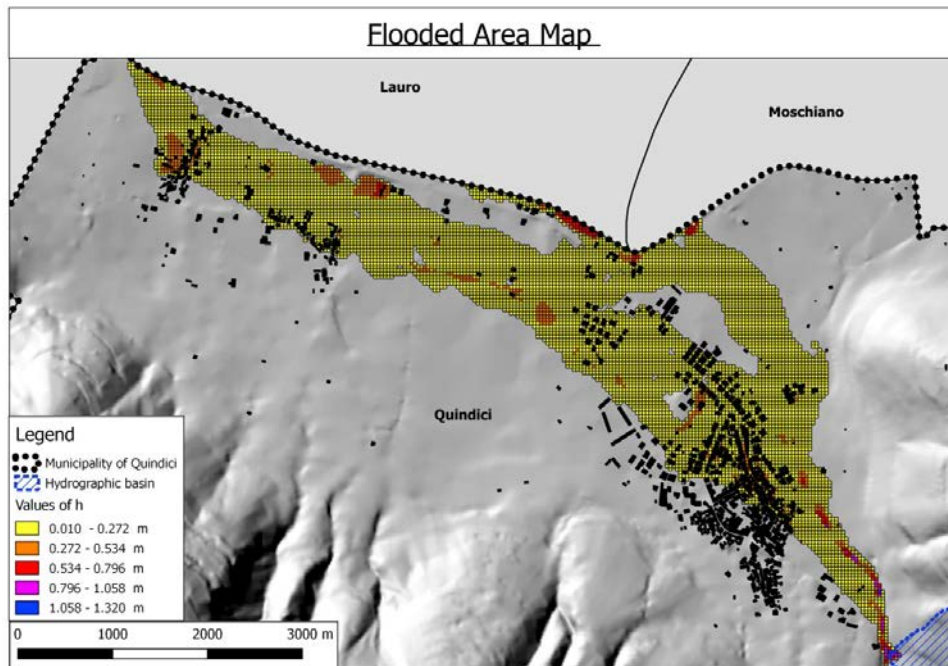 Flooded Area Map
Lauro
Moschiano
Quindici
Legend
Municipality of Quindici
Hydrographic basin
Values of h
0.010 - 0.272 m
0.272 - 0.534 m
0.534 - 0.796 m
0.796 - 1.058 m
1.058 - 1.320 m
0 1000 2000 3000 m